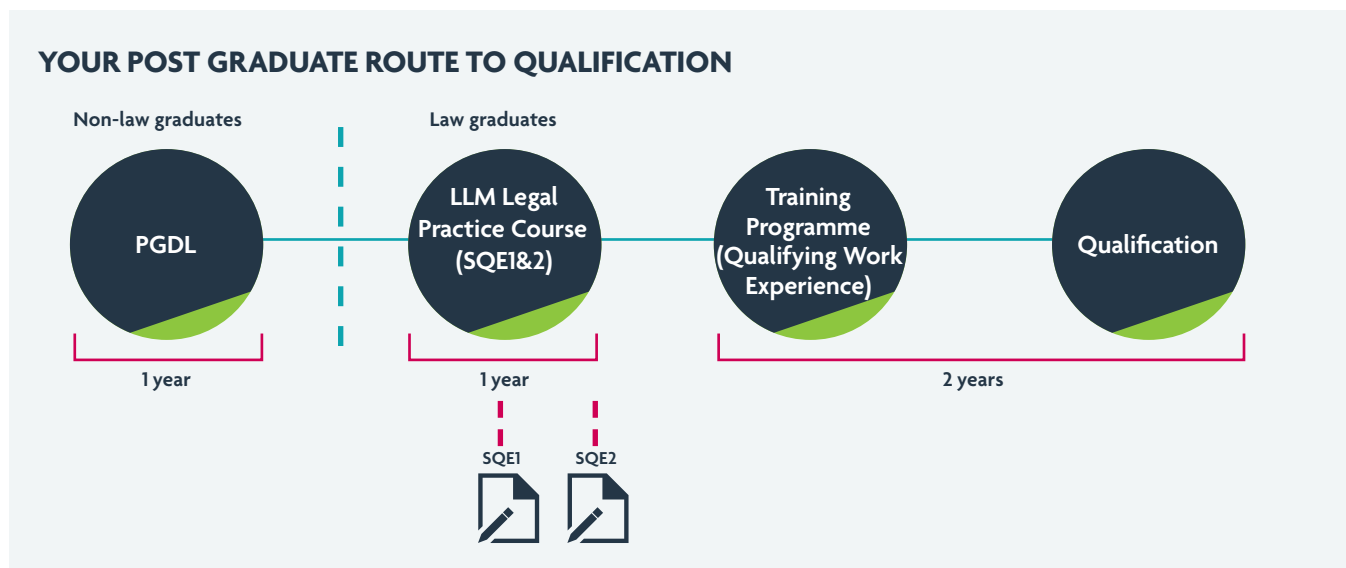 YOUR POST GRADUATE ROUTE TO QUALIFICATION
Non-law graduates
Law graduates
PGDL
LLM Legal
Practice Course
(SQE1&2)
Training
Programme
(Qualifying Work
Experience)
Qualification
1 year
1 year
2 years
SQE1
SQE2